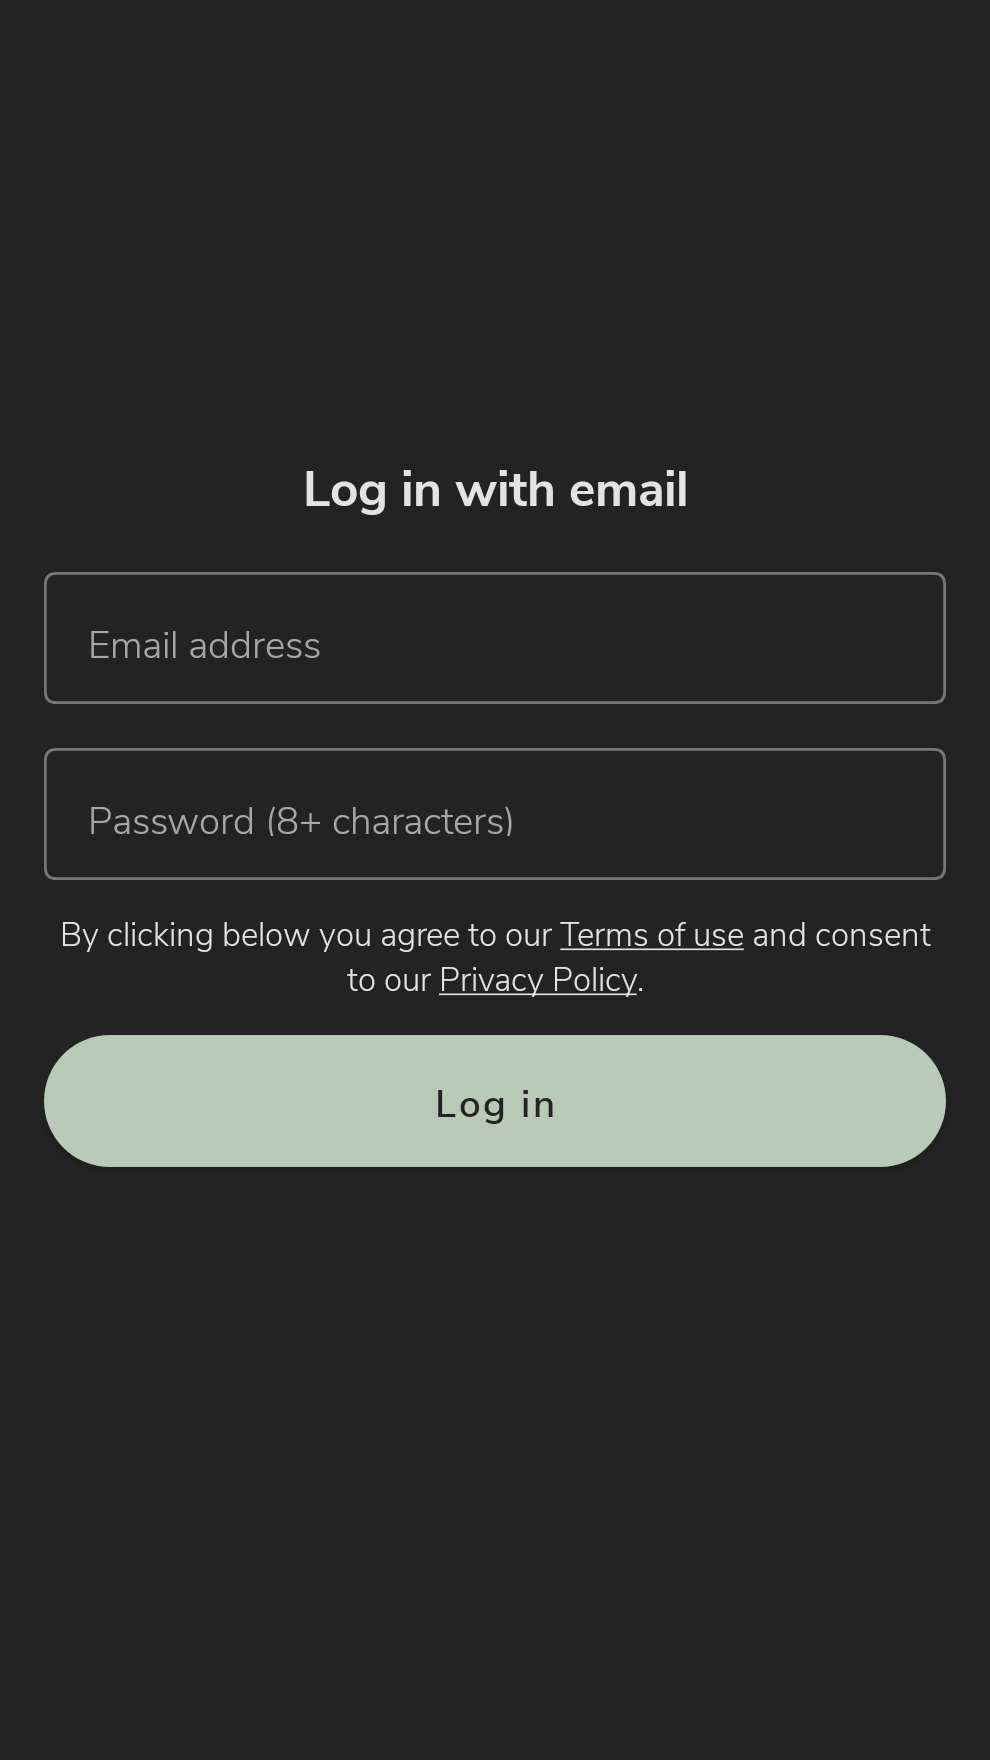 Log in with email
Email address
Password (8+ characters)
By clicking below you agree to our Terms of use and consent
to our Privacy Policy.
Log in